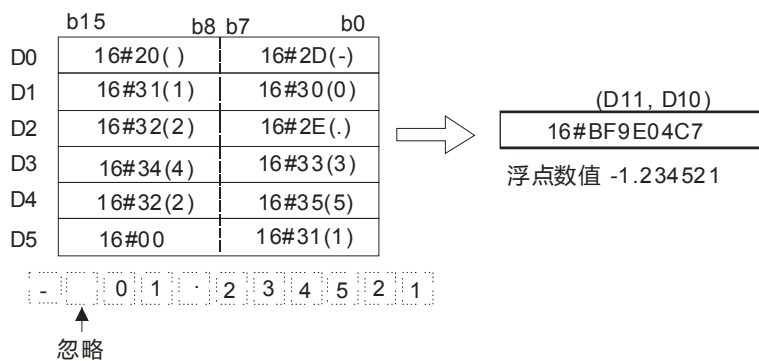 b15 b8 b7 b0
D0 16#20( ) 16#2D(-)
D1 16#31(1) 16#30(0)
D2 16#32(2) 16#2E(.)
D3 16#34(4) 16#33(3)
D4 16#32(2) 16#35(5)
D5 16#00 16#31(1)
(D11, D10)
16#BF9E04C7
浮点数值 -1.234521
- 0 1 . 2 3 4 5 2 1
忽略